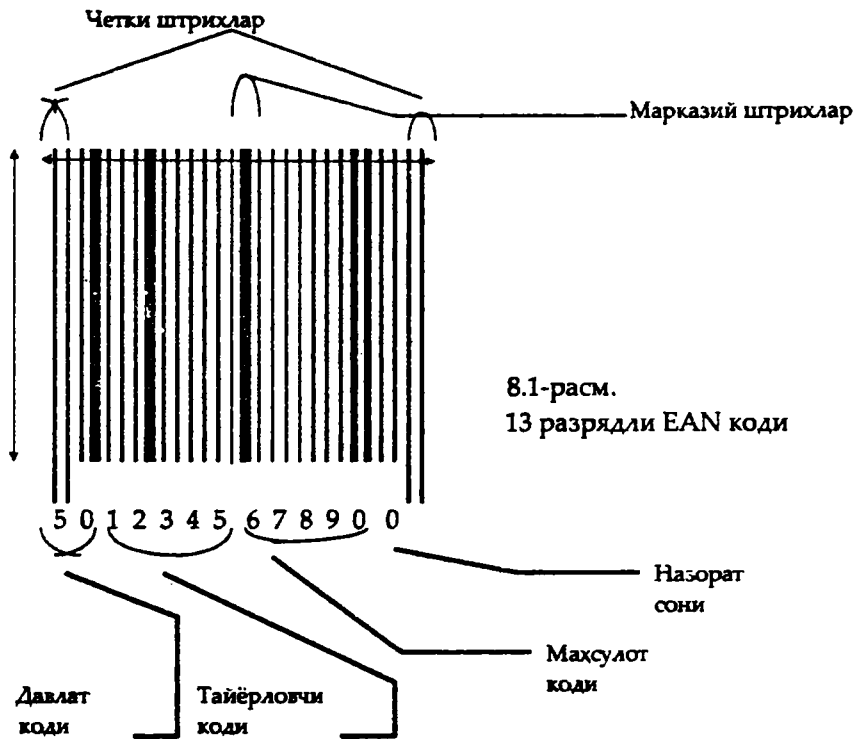 Четки штрихлар
Марказий штрихлар
8.1-расм.
13 разрядли EAN коди
5 0 1 2 3 4 5 6 7 8 9 0 0
Назорат
сони
Маҳсулот
коди
Давлат
коди
Тайёрловчи
коди